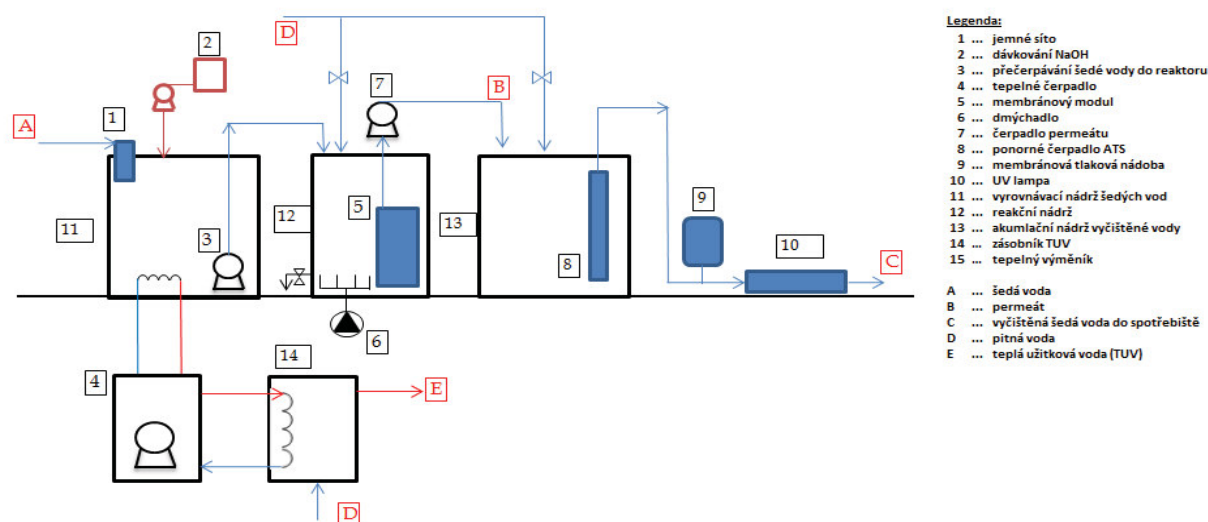 D
2
7
B
A
1
12
5
13
9
11
3
8
10
C
6
14
4
E
D
Legenda:
1 ... jemné síto
2 ... dávkování NaOH
3 ... přečerpávání šedé vody do reaktoru
4 ... tepelné čerpadlo
5 ... membránový modul
6 ... dmýchadlo
7 ... čerpadlo permeátu
8 ... ponorné čerpadlo ATS
9 ... membránová tlaková nádoba
10 ... UV lampa
11 ... vyrovnávací nádrž šedých vod
12 ... reakční nádrž
13 ... akumlační nádrž vyčištěné vody
14 ... zásobník TUV
15 ... tepelný výměník
A ... šedá voda
B ... permeát
C ... vyčištěná šedá voda do spotřebiště
D ... pitná voda
E ... teplá užitková voda (TUV)